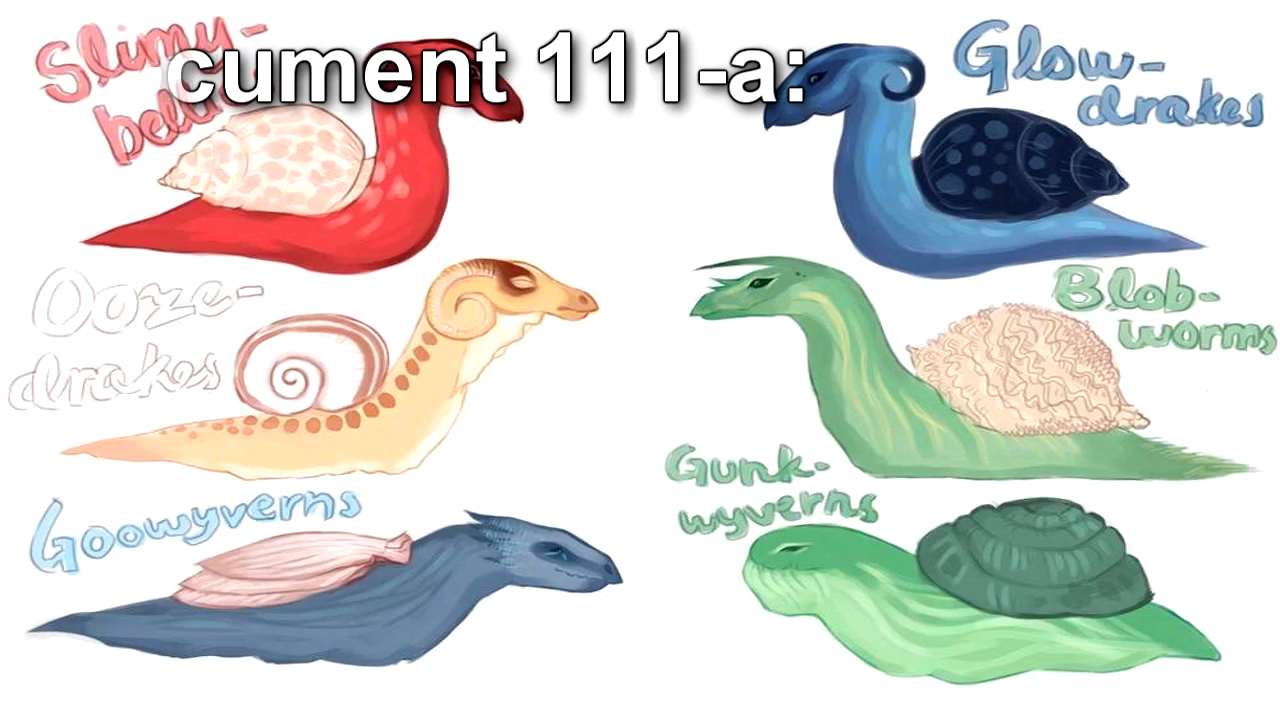 Slimy-
cument 111-a:
Glow-
drakes
Ooze-
drakes
Blob-
worms
Goowyverns
Gunk-
wyverns